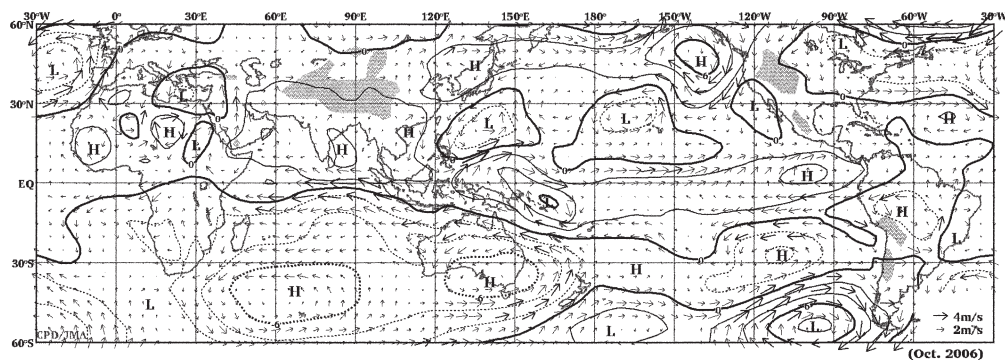 30°W 0° 30°E 60°E 90°E 120°E 150°E 180° 150°W 120°W 90°W 60°W 30°W
60°N
L H H L
30°N
L L L L H
H H L H H
EQ
H L H
L
30°S
H H H H
L
L L
60°S
CPD/JMA
4m/s
2m/s
(Oct. 2006)